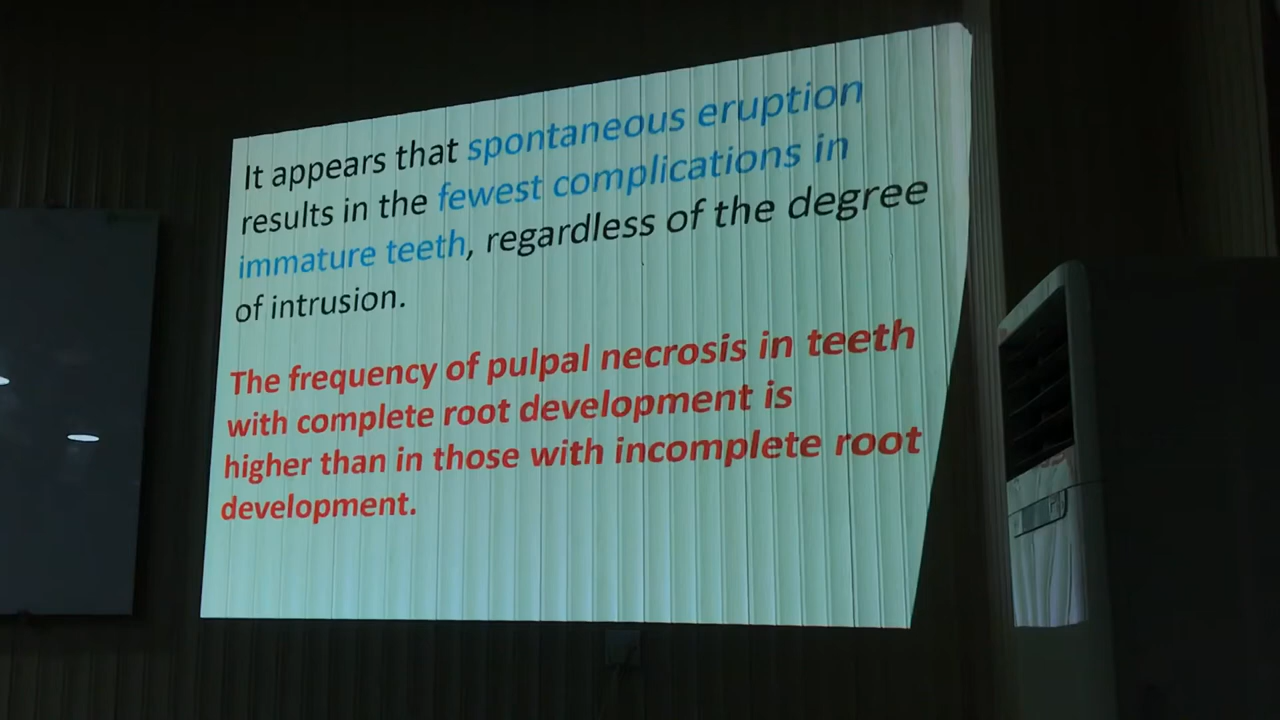 It appears that spontaneous eruption
results in the fewest complications in
immature teeth, regardless of the degree
of intrusion.
The frequency of pulpal necrosis in teeth
with complete root development is
higher than in those with incomplete root
development.